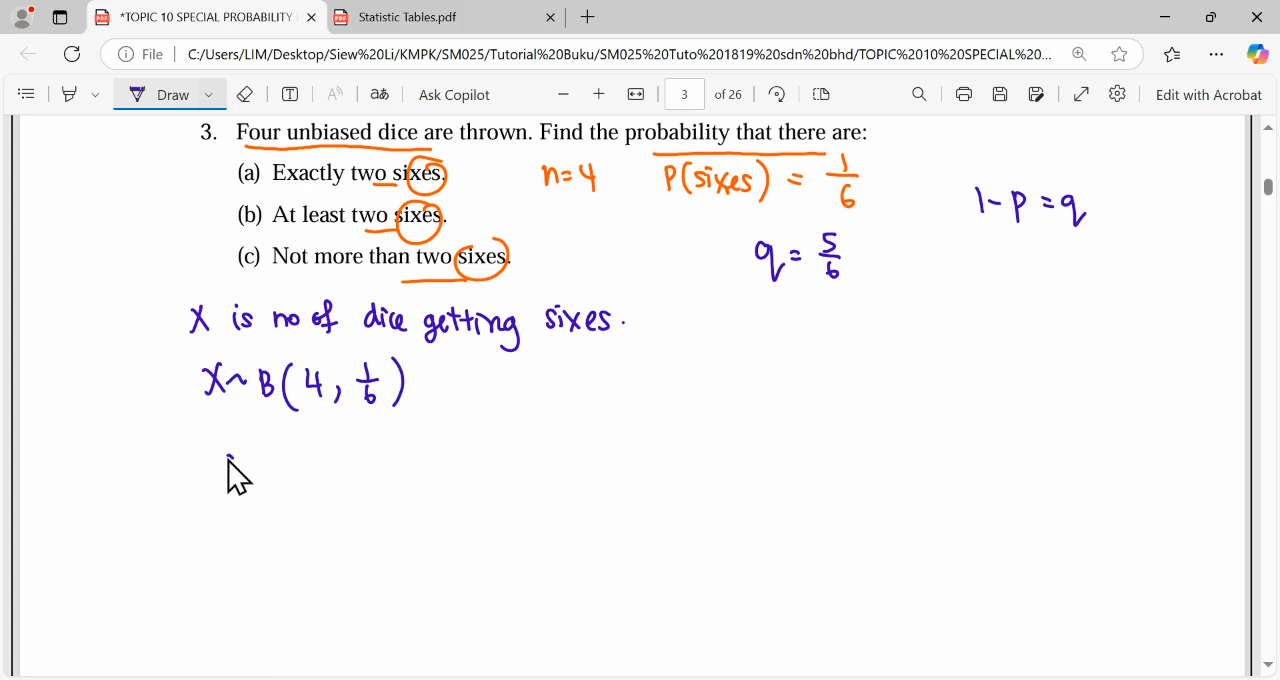 *TOPIC 10 SPECIAL PROBABILITY
Statistic Tables.pdf
File
C:/Users/LIM/Desktop/Siew%20Li/KMPK/SM025/Tutorial%20Buku/SM025%20Tuto%201819%20sdn%20bhd/TOPIC%2010%20SPECIAL%20...
Draw
Ask Copilot
3 of 26
Edit with Acrobat
3. Four unbiased dice are thrown. Find the probability that there are:
(a) Exactly two sixes.
n=4 P(sixes) = 1/6
1 - p = q
(b) At least two sixes.
q = 5/6
(c) Not more than two sixes.
X is no of dice getting sixes.
X ~ B(4, 1/6)